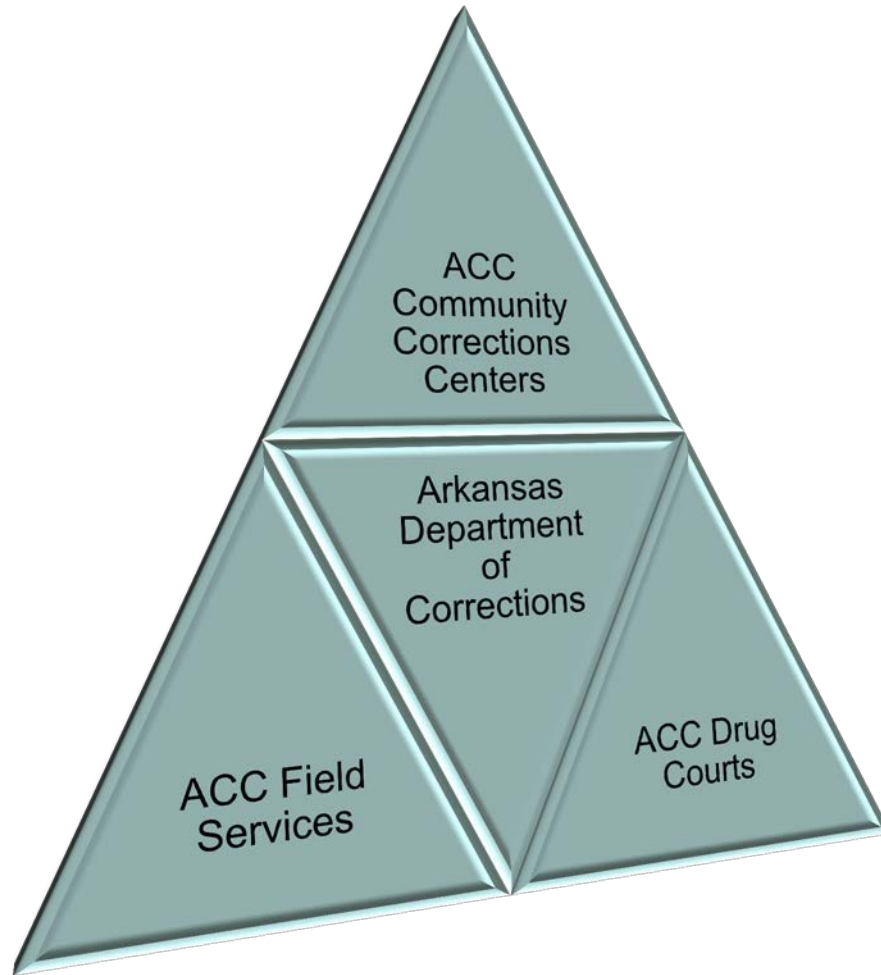 ACC
Community
Corrections
Centers
Arkansas
Department
of
Corrections
ACC Field
Services
ACC Drug
Courts